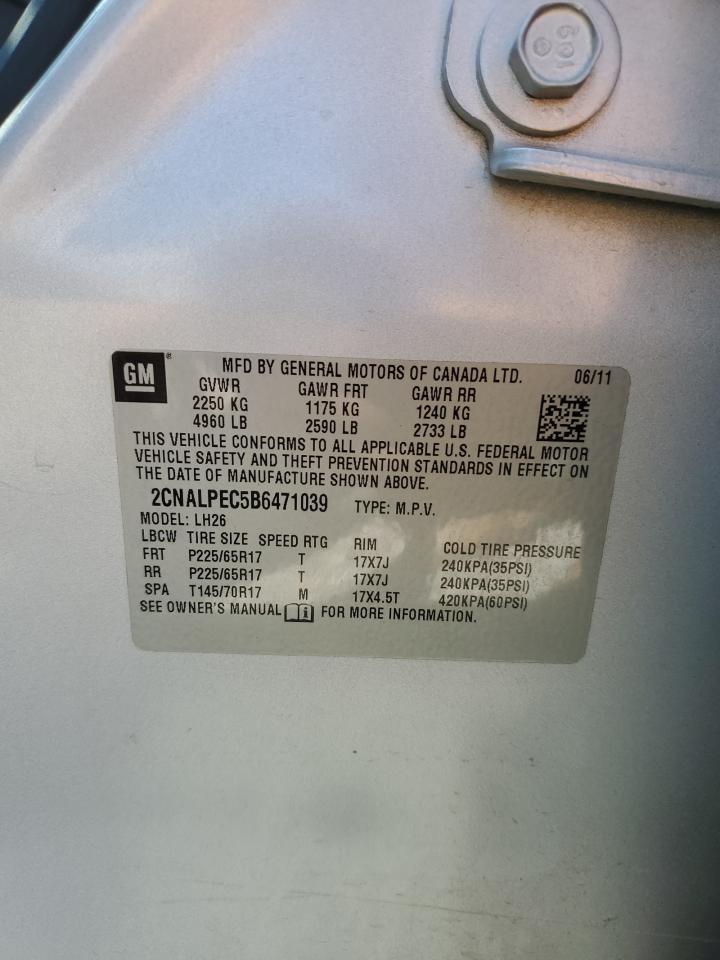 GM ® MFD BY GENERAL MOTORS OF CANADA LTD. 06/11
GVWR GAWR FRT GAWR RR
2250 KG 1175 KG 1240 KG
4960 LB 2590 LB 2733 LB
THIS VEHICLE CONFORMS TO ALL APPLICABLE U.S. FEDERAL MOTOR
VEHICLE SAFETY AND THEFT PREVENTION STANDARDS IN EFFECT ON
THE DATE OF MANUFACTURE SHOWN ABOVE.
2CNALPEC5B6471039 TYPE: M.P.V.
MODEL: LH26
LBCW TIRE SIZE SPEED RTG RIM COLD TIRE PRESSURE
FRT P225/65R17 T 17X7J 240KPA(35PSI)
RR P225/65R17 T 17X7J 240KPA(35PSI)
SPA T145/70R17 M 17X4.5T 420KPA(60PSI)
SEE OWNER'S MANUAL FOR MORE INFORMATION.